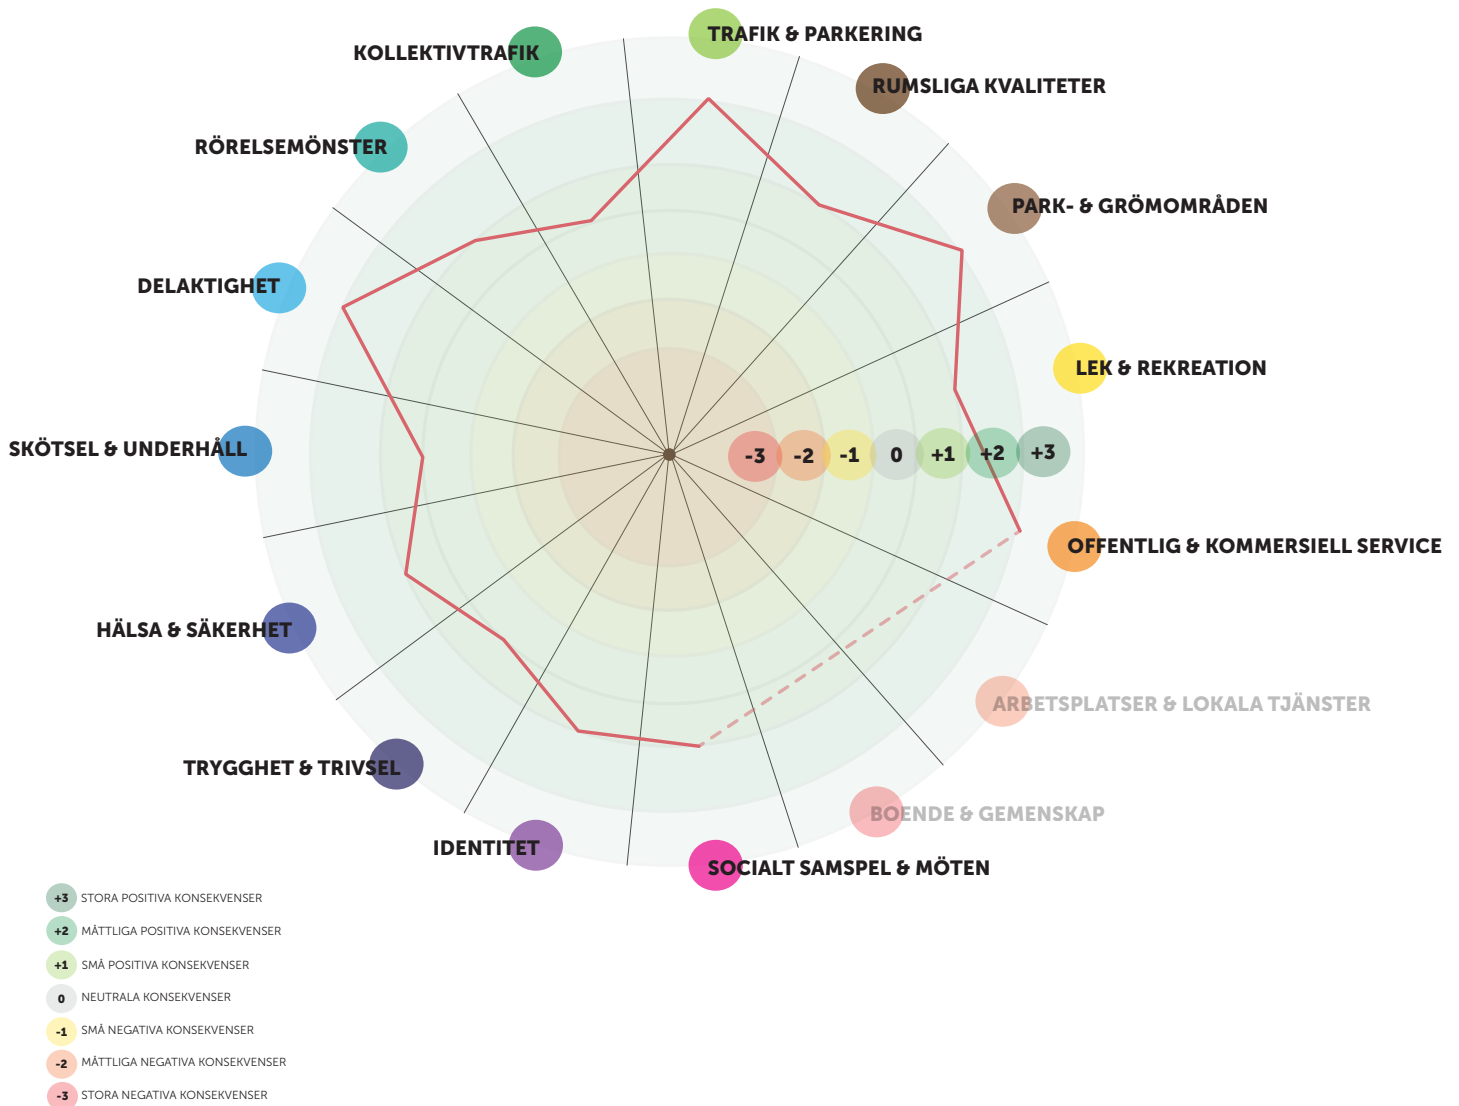 TRAFIK & PARKERING
KOLLEKTIVTRAFIK
RUMSLIGA KVALITETER
RÖRELSEMÖNSTER
PARK- & GRÖMOMRÅDEN
DELAKTIGHET
LEK & REKREATION
SKÖTSEL & UNDERHÅLL
-3 -2 -1 0 +1 +2 +3
OFFENTLIG & KOMMERSIELL SERVICE
HÄLSA & SÄKERHET
ARBETSPLATSER & LOKALA TJÄNSTER
TRYGGHET & TRIVSEL
BOENDE & GEMENSKAP
IDENTITET
SOCIALT SAMSPEL & MÖTEN
+3 STORA POSITIVA KONSEKVENSER
+2 MÅTTLIGA POSITIVA KONSEKVENSER
+1 SMÅ POSITIVA KONSEKVENSER
0 NEUTRALA KONSEKVENSER
-1 SMÅ NEGATIVA KONSEKVENSER
-2 MÅTTLIGA NEGATIVA KONSEKVENSER
-3 STORA NEGATIVA KONSEKVENSER